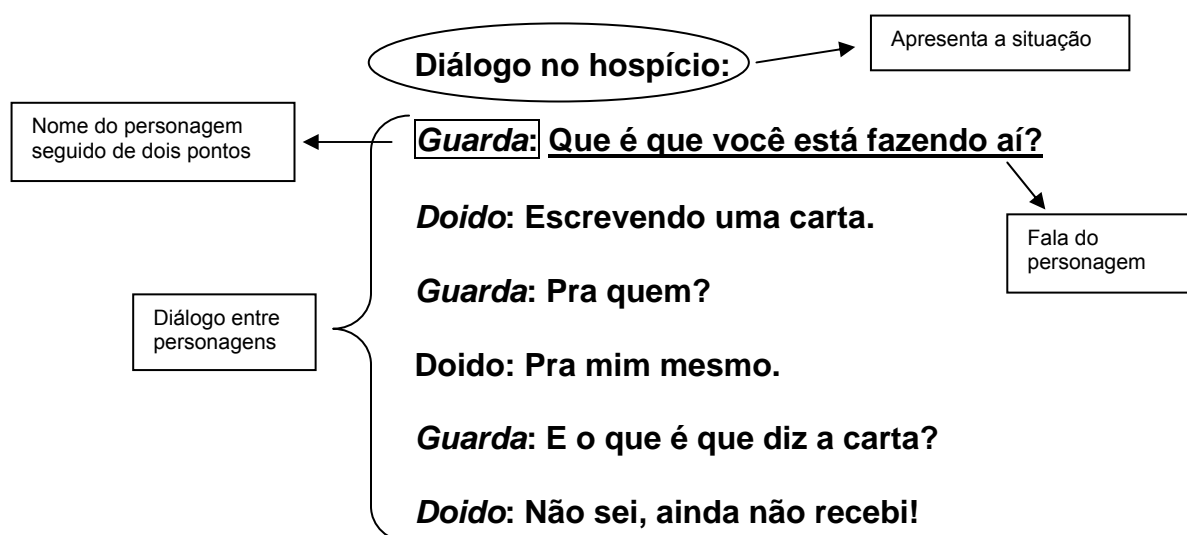 Diálogo no hospício:
Apresenta a situação
Nome do personagem
seguido de dois pontos
Guarda: Que é que você está fazendo aí?
Doido: Escrevendo uma carta.
Fala do
personagem
Guarda: Pra quem?
Diálogo entre
personagens
Doido: Pra mim mesmo.
Guarda: E o que é que diz a carta?
Doido: Não sei, ainda não recebi!